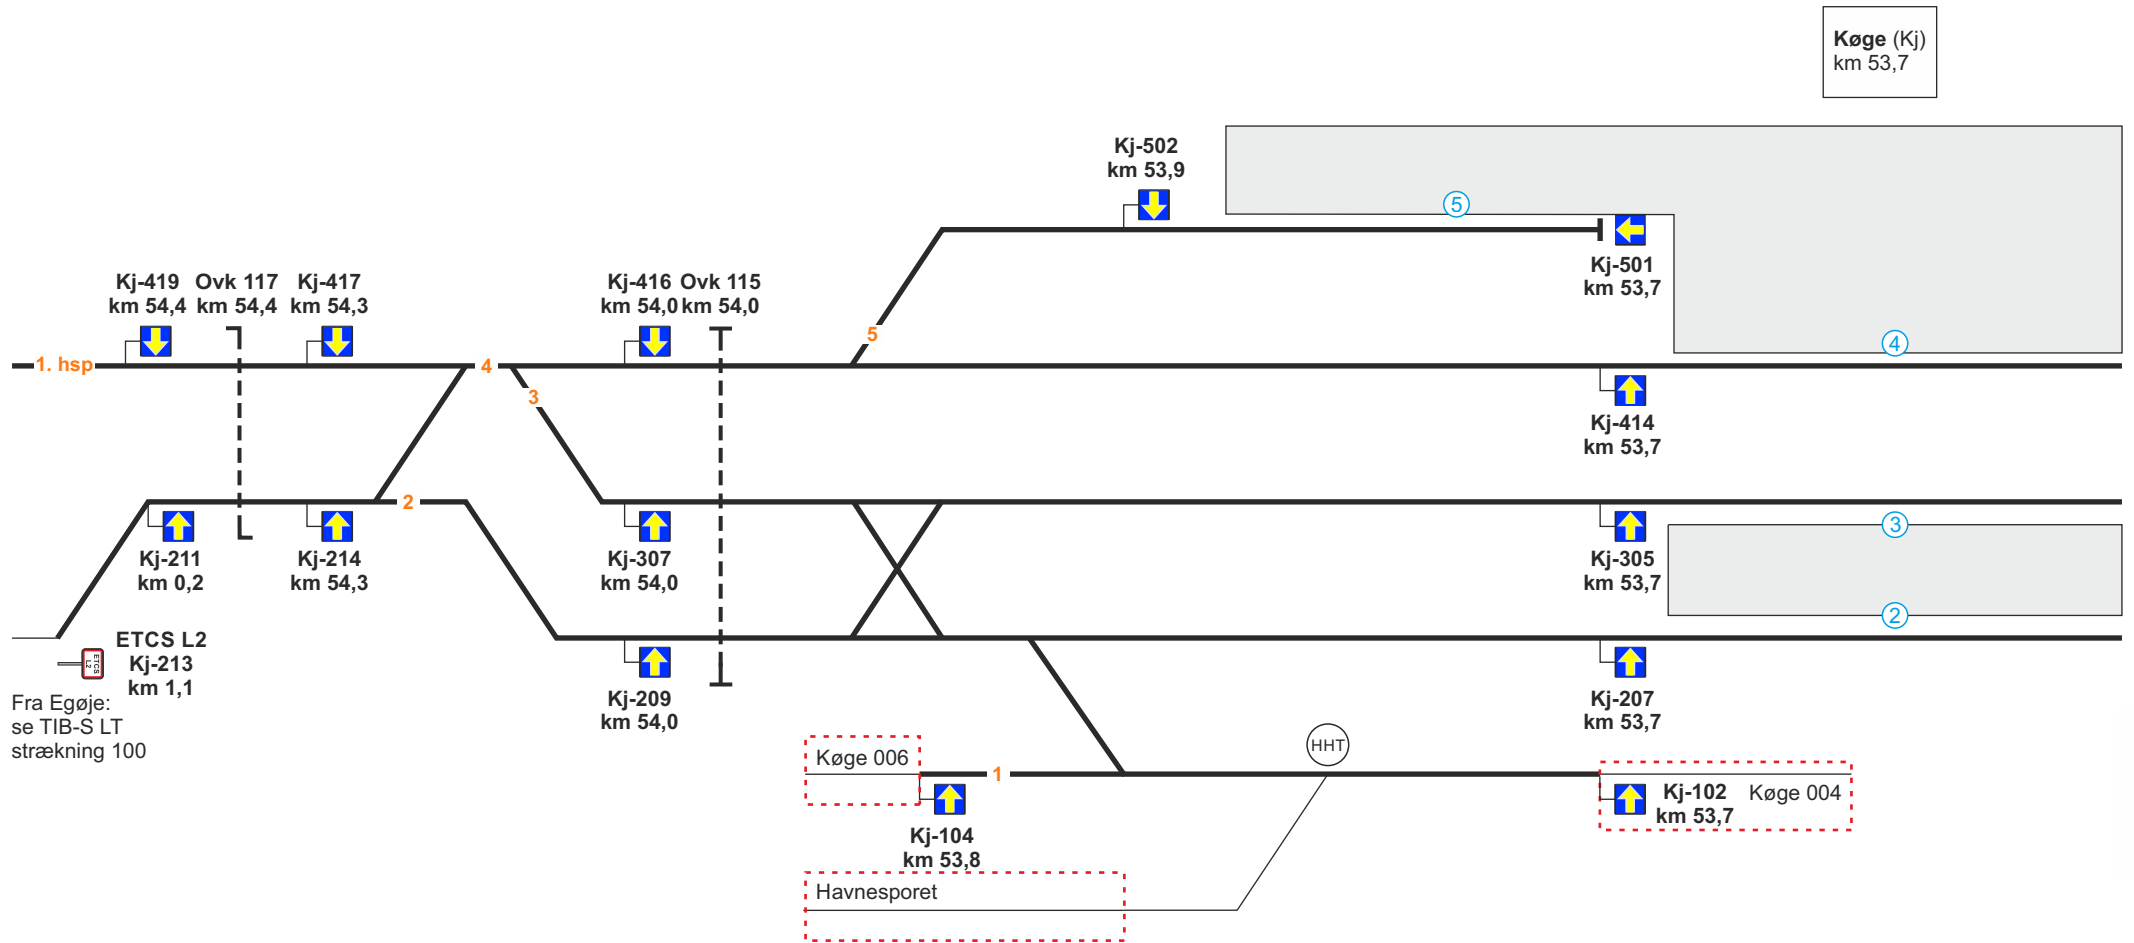 Køge (Kj)
km 53,7
Kj-502
km 53,9
5
Kj-501
km 53,7
Kj-419
km 54,4
Ovk 117
km 54,4
Kj-417
km 54,3
Kj-416
km 54,0
Ovk 115
km 54,0
5
4
1. hsp
4
3
Kj-414
km 53,7
2
3
Kj-211
km 0,2
Kj-214
km 54,3
Kj-307
km 54,0
Kj-305
km 53,7
2
ETCS L2
Kj-213
km 1,1
ETCS
L2
Fra Egøje:
se TIB-S LT
strækning 100
Kj-209
km 54,0
Kj-207
km 53,7
HHT
Køge 006
1
Kj-102
km 53,7
Køge 004
Kj-104
km 53,8
Havnesporet